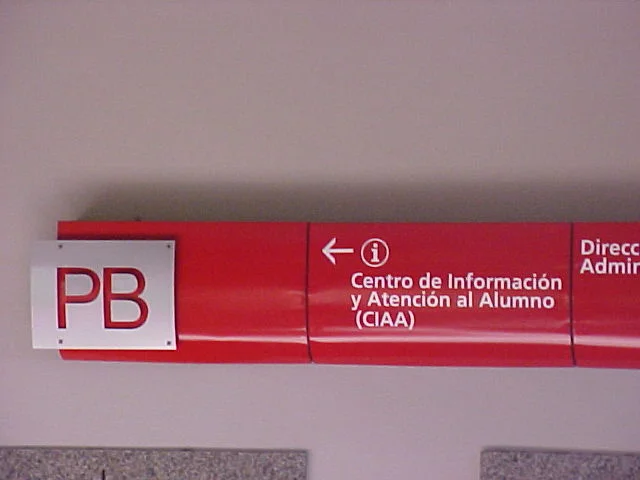 PB
i
Centro de Información
y Atención al Alumno
(CIAA)